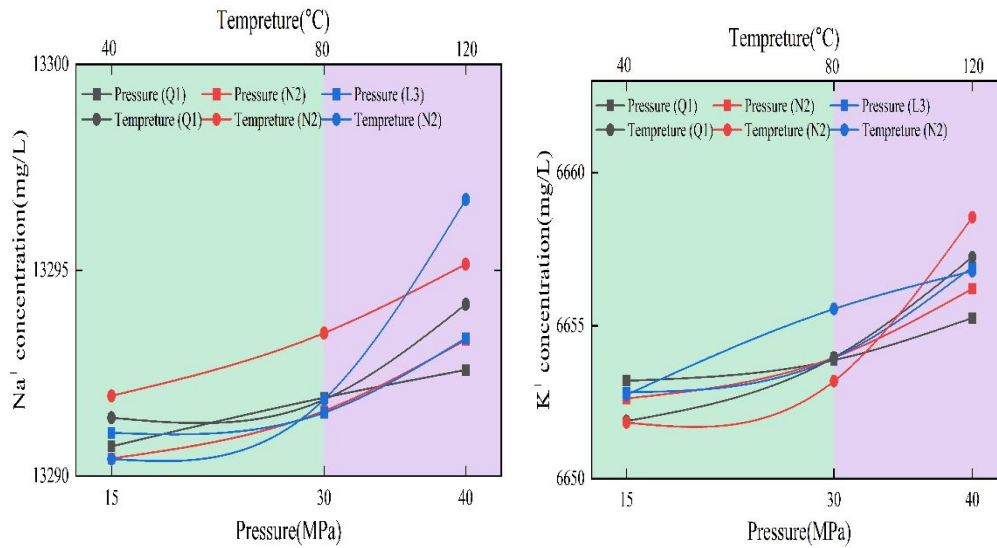 Tempreture(°C)
40 80 120
13300
Pressure (Q1) Pressure (N2) Pressure (L3)
Tempreture (Q1) Tempreture (N2) Tempreture (N2)
Na⁺ concentration(mg/L)
13295
13290
15 30 40
Pressure(MPa)
Tempreture(°C)
40 80 120
Pressure (Q1) Pressure (N2) Pressure (L3)
Tempreture (Q1) Tempreture (N2) Tempreture (N2)
6660
K⁺ concentration(mg/L)
6655
6650
15 30 40
Pressure(MPa)